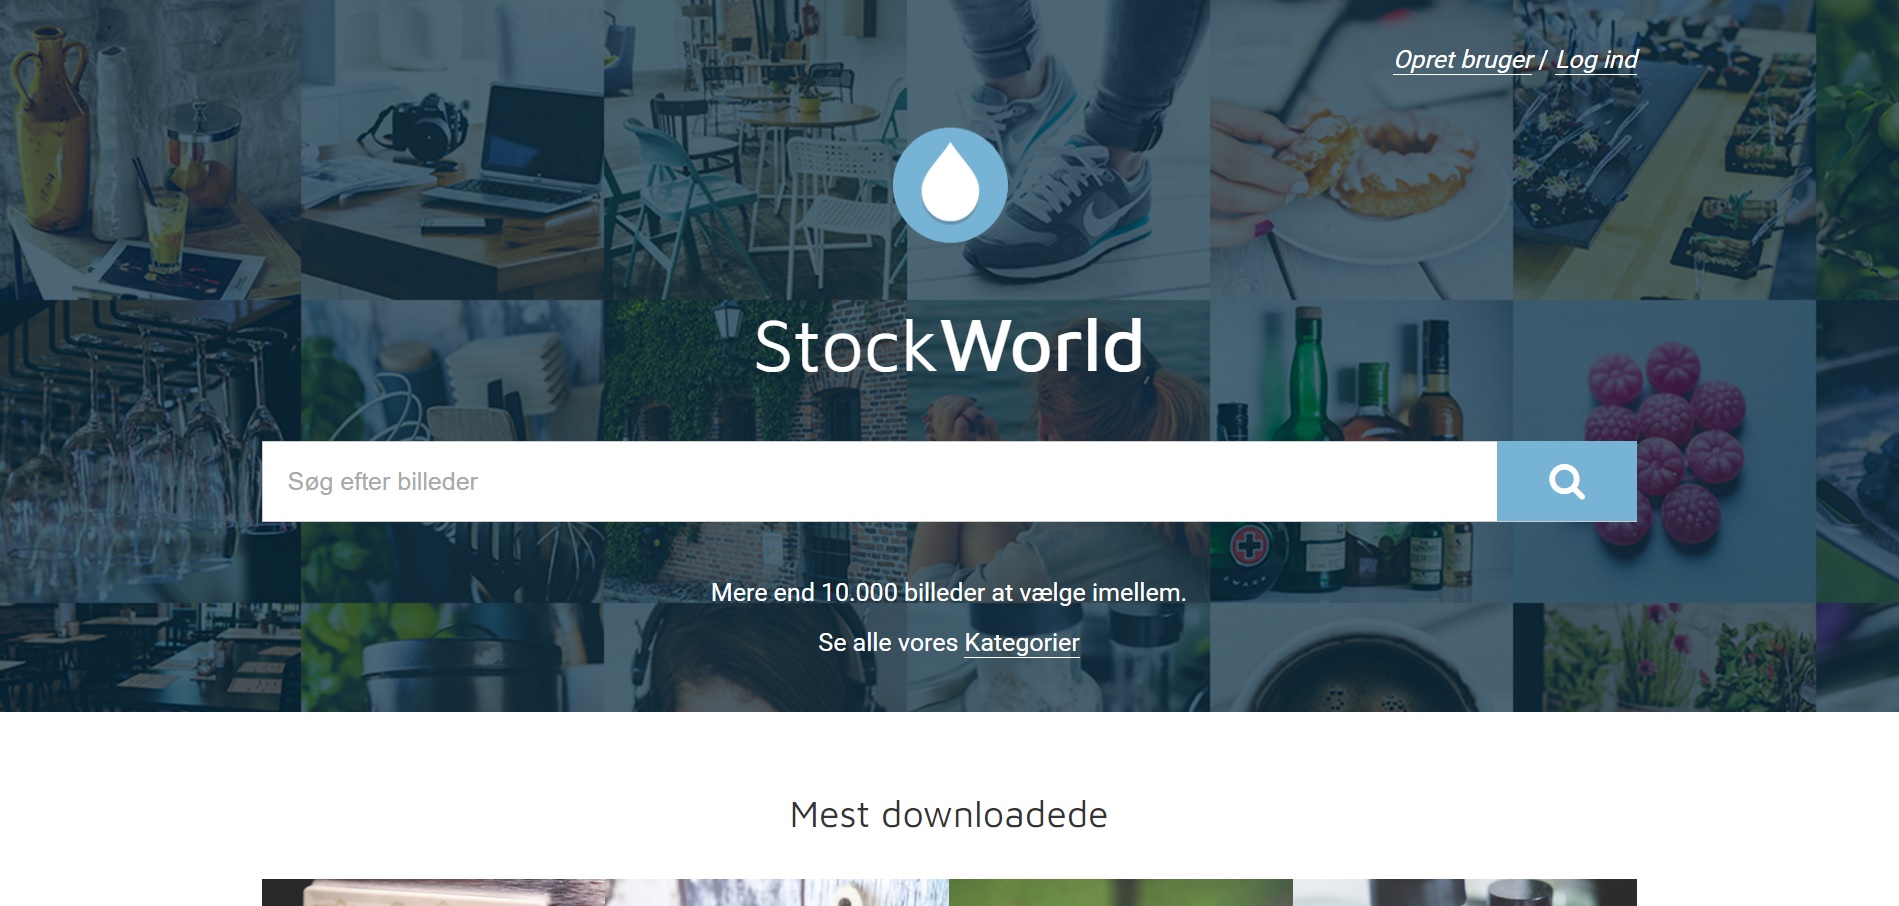 Opret bruger / Log ind
StockWorld
Søg efter billeder
Mere end 10.000 billeder at vælge imellem.
Se alle vores Kategorier
Mest downloadede